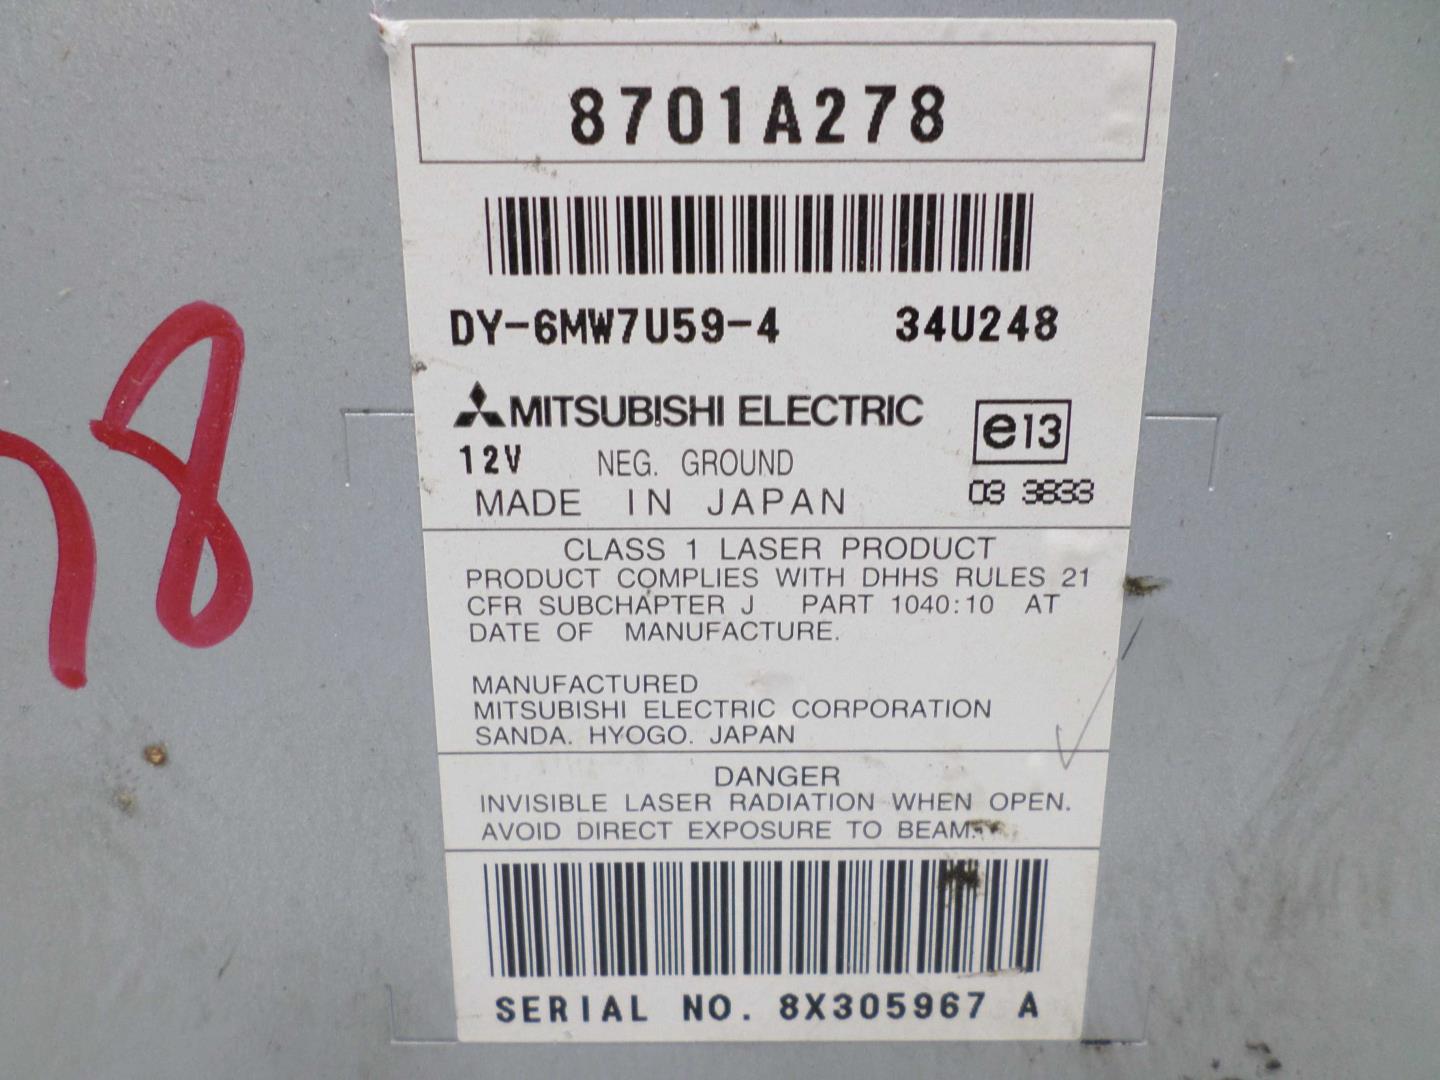 8701A278
DY-6MW7U59-4 34U248
MITSUBISHI ELECTRIC
e13
12V NEG. GROUND
MADE IN JAPAN
03 3833
CLASS 1 LASER PRODUCT
PRODUCT COMPLIES WITH DHHS RULES 21
CFR SUBCHAPTER J PART 1040:10 AT
DATE OF MANUFACTURE.
MANUFACTURED
MITSUBISHI ELECTRIC CORPORATION
SANDA. HYOGO. JAPAN
DANGER
INVISIBLE LASER RADIATION WHEN OPEN.
AVOID DIRECT EXPOSURE TO BEAM.
SERIAL NO. 8X305967 A
8